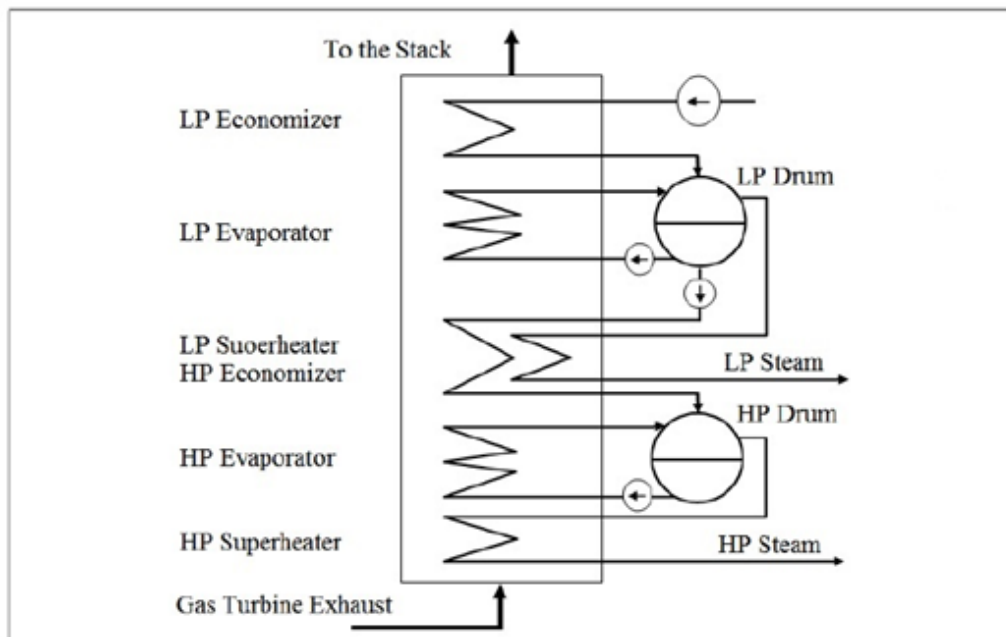 To the Stack
LP Economizer
LP Drum
LP Evaporator
LP Suoerheater
HP Economizer
LP Steam
HP Drum
HP Evaporator
HP Superheater
HP Steam
Gas Turbine Exhaust